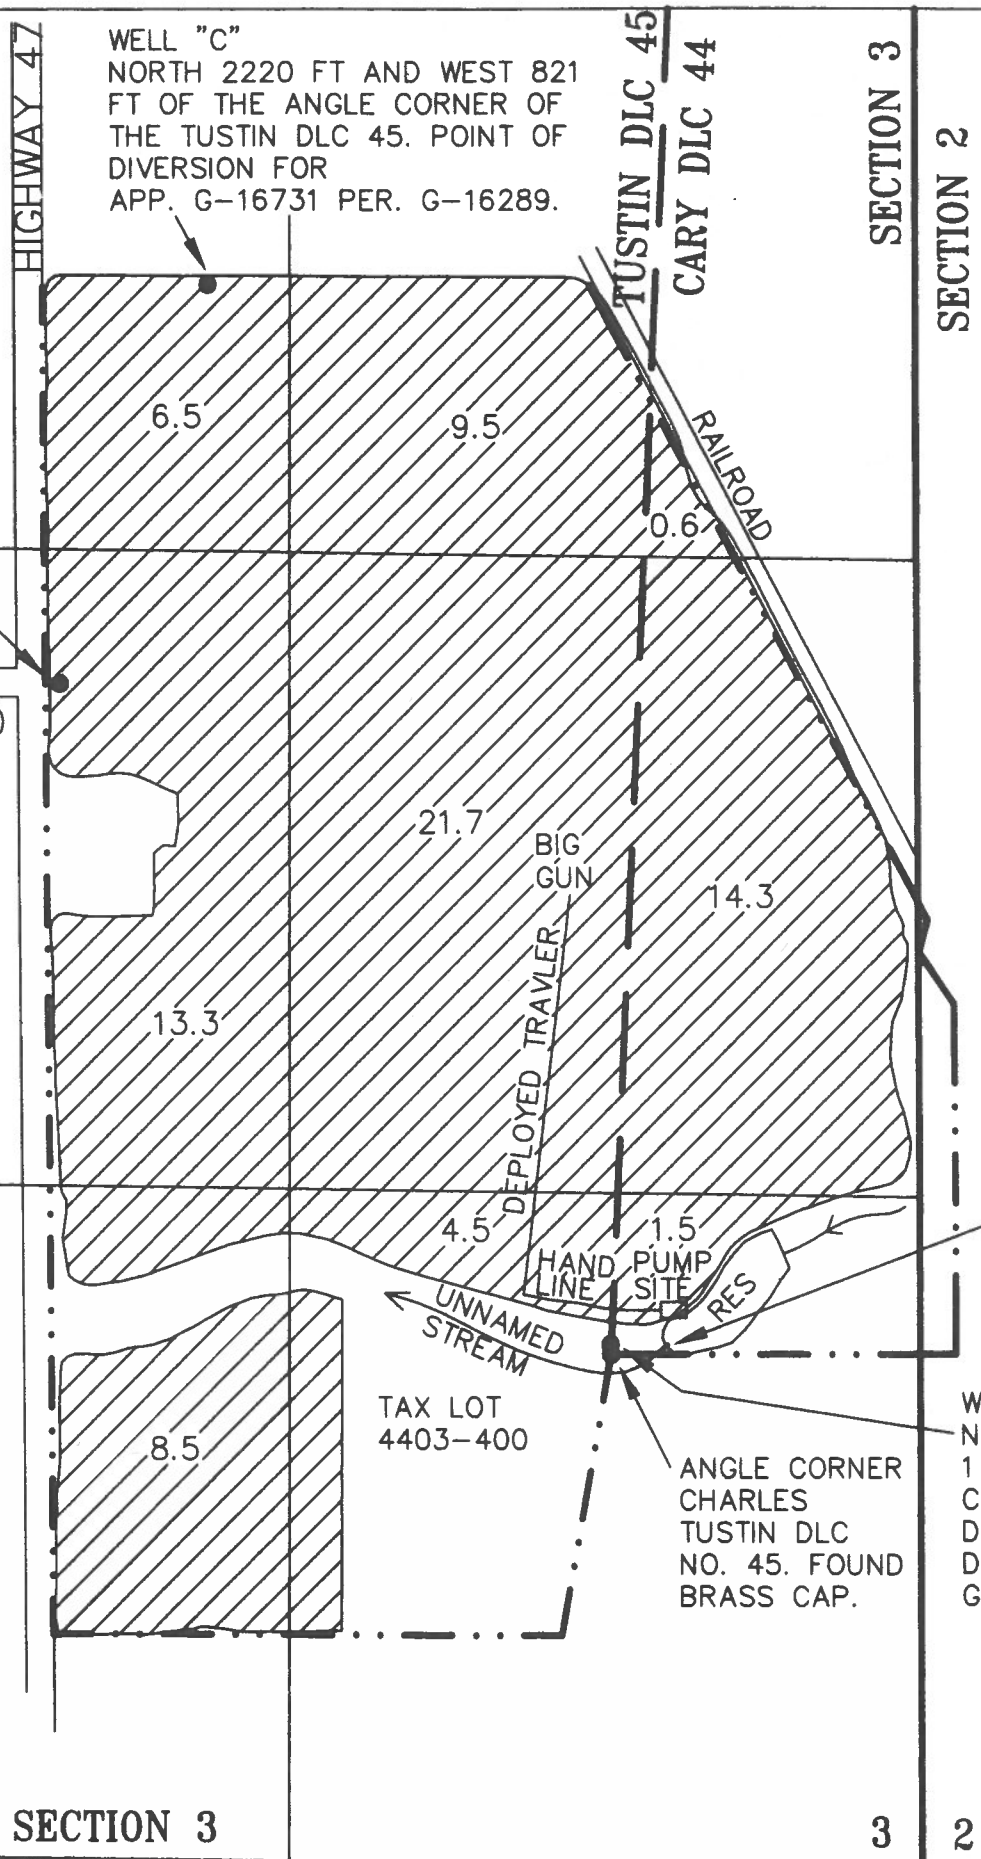 HIGHWAY 47
WELL "C"
NORTH 2220 FT AND WEST 821
FT OF THE ANGLE CORNER OF
THE TUSTIN DLC 45. POINT OF
DIVERSION FOR
APP. G-16731 PER. G-16289.
TUSTIN DLC 45
CARY DLC 44
SECTION 3
SECTION 2
6.5
9.5
RAILROAD
0.6
21.7
BIG
GUN
14.3
DEPLOYED TRAVLER
13.3
4.5
1.5
HAND
LINE
PUMP
SITE
RES
UNNAMED
STREAM
TAX LOT
4403-400
8.5
ANGLE CORNER
CHARLES
TUSTIN DLC
NO. 45. FOUND
BRASS CAP.
W
N
1
C
D
D
G
SECTION 3
3
2